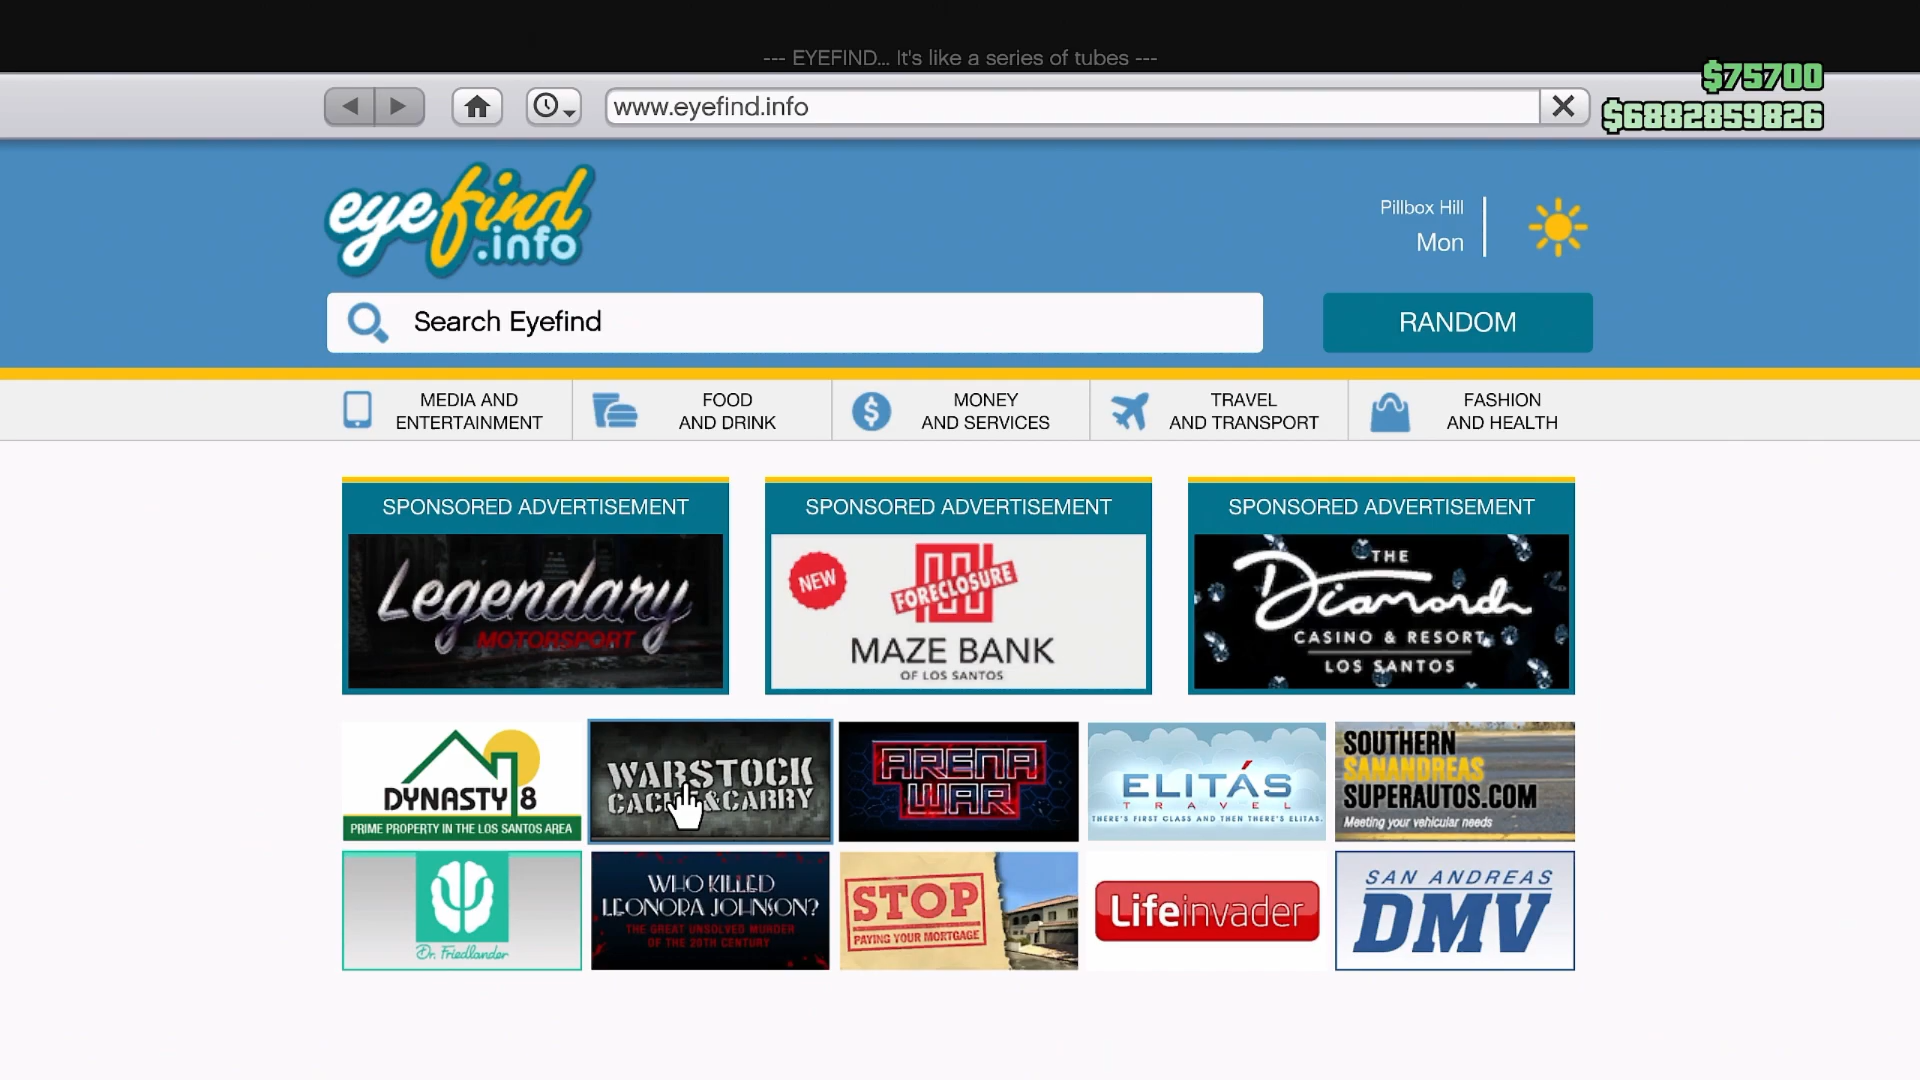 --- EYEFIND... It's like a series of tubes ---
$75700
www.eyefind.info
$6882859826
eyefind
.info
Pillbox Hill
Mon
Search Eyefind
RANDOM
MEDIA AND
ENTERTAINMENT
FOOD
AND DRINK
MONEY
AND SERVICES
TRAVEL
AND TRANSPORT
FASHION
AND HEALTH
SPONSORED ADVERTISEMENT
Legendary
MOTORSPORT
SPONSORED ADVERTISEMENT
NEW
FORECLOSURE
MAZE BANK
OF LOS SANTOS
SPONSORED ADVERTISEMENT
THE
Diamond
CASINO & RESORT
LOS SANTOS
DYNASTY 8
PRIME PROPERTY IN THE LOS SANTOS AREA
WARSTOCK
CACHE & CARRY
ARENA
WAR
ELITÁS
TRAVEL
THERE'S FIRST CLASS AND THEN THERE'S ELITÁS.
SOUTHERN
SANANDREAS
SUPERAUTOS.COM
Meeting your vehicular needs
Dr. Friedlander
WHO KILLED
LEONORA JOHNSON?
THE GREAT UNSOLVED MURDER
OF THE 20TH CENTURY
STOP
PAYING YOUR MORTGAGE
Lifeinvader
SAN ANDREAS
DMV